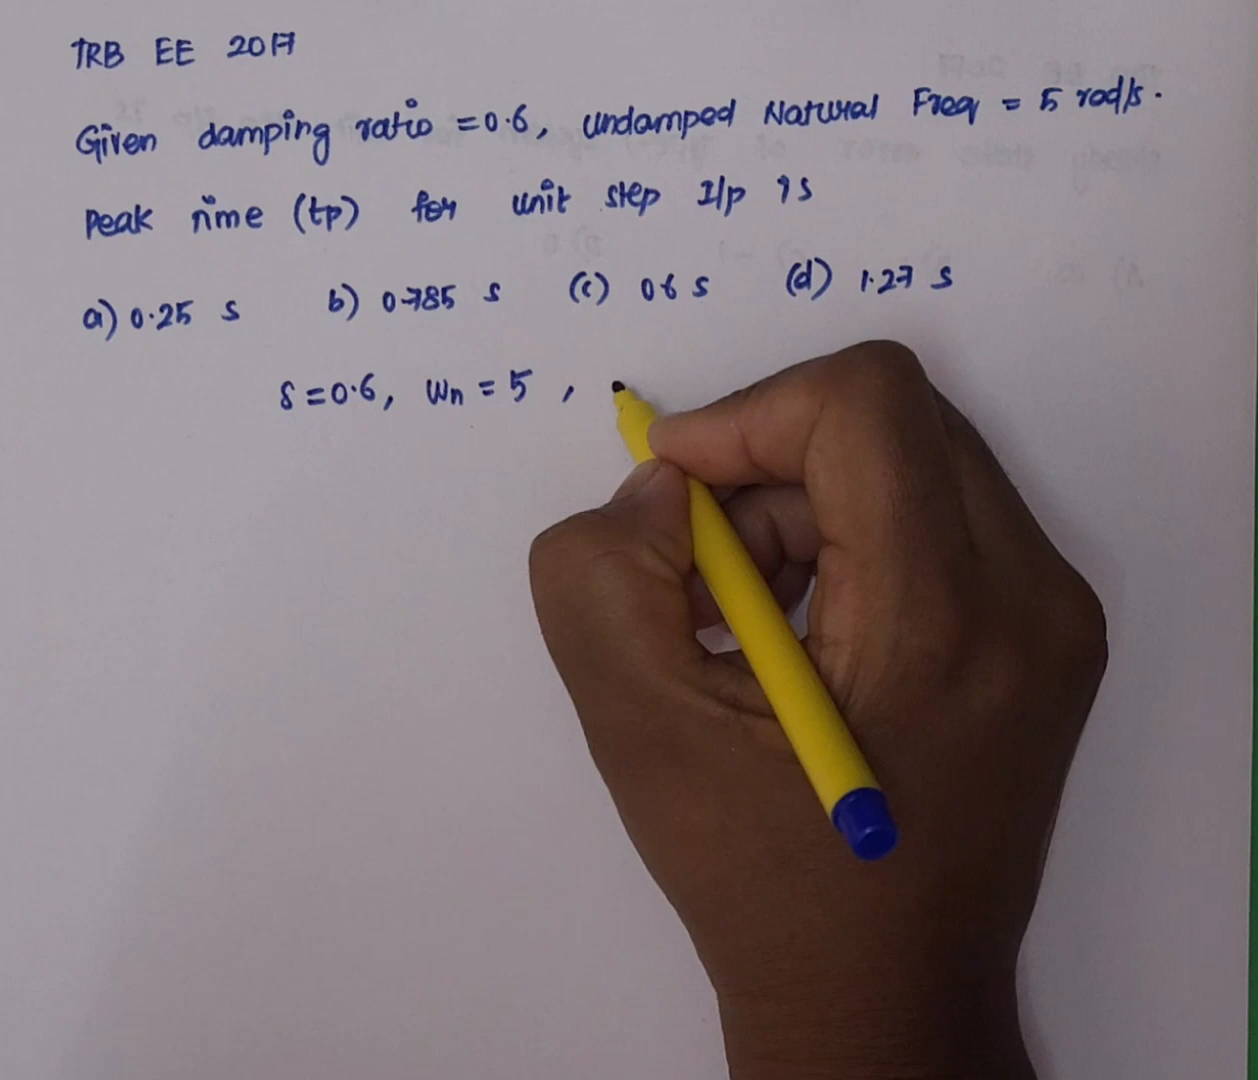 TRB EE 2017
Given damping ratio = 0.6, undamped Natural Freq = 5 rad/s.
Peak Time (tp) for unit step I/p is
a) 0.25 s b) 0.785 s (c) 0.6 s (d) 1.27 s
δ = 0.6, Wn = 5 ,